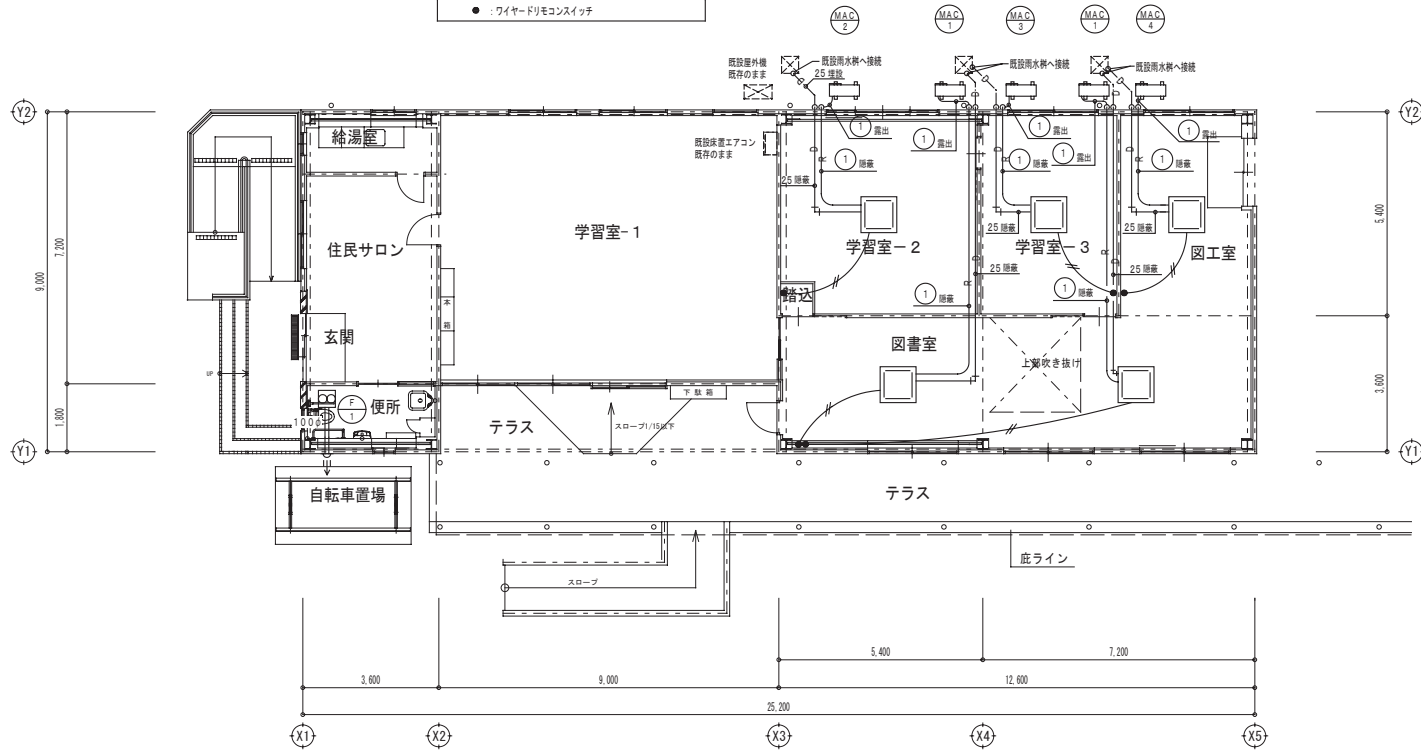 ● :ワイヤードリモコンスイッチ
MAC
2
MAC
1
MAC
3
MAC
1
MAC
4
既設屋外機
既存のまま
既設雨水桝へ接続
25 埋設
既設雨水桝へ接続
既設雨水桝へ接続
Y2
Y2
給湯室
既設床置エアコン
既存のまま
1 露出
1 露出
1 露出
1 露出
1 露出
1 隠蔽
1 隠蔽
1 隠蔽
D
R
D
R
D
R
25 隠蔽
25 隠蔽
25 隠蔽
住民サロン
学習室-1
学習室-2
学習室-3
図工室
25 隠蔽
25 隠蔽
D
R
R
D
9,000
7,200
5,400
本
箱
踏込
1 隠蔽
1 隠蔽
玄関
図書室
上部吹き抜け
UP
3,600
1,800
F
1
便所
100φ
下駄箱
スロープ1/15以下
テラス
Y1
Y1
自転車置場
テラス
庇ライン
スロープ
5,400
7,200
3,600
9,000
12,600
25,200
X1
X2
X3
X4
X5